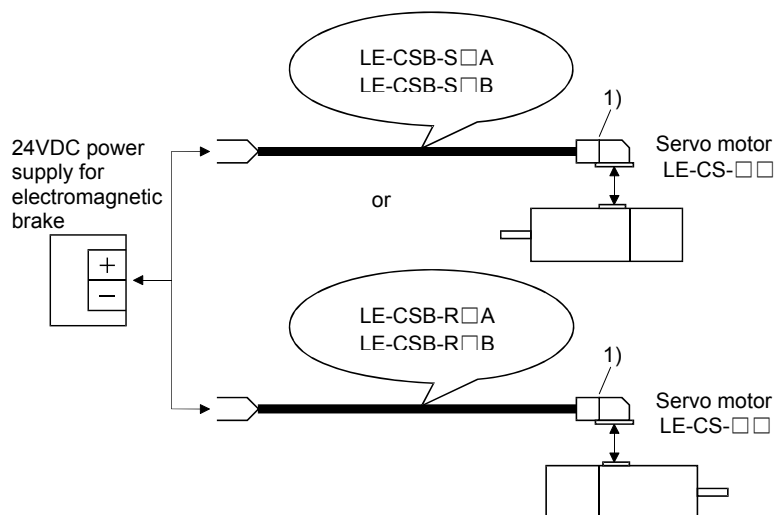 LE-CSB-S□A
LE-CSB-S□B
1)
24VDC power
supply for
electromagnetic
brake
Servo motor
LE-CS-□□
or
+
−
LE-CSB-R□A
LE-CSB-R□B
1)
Servo motor
LE-CS-□□